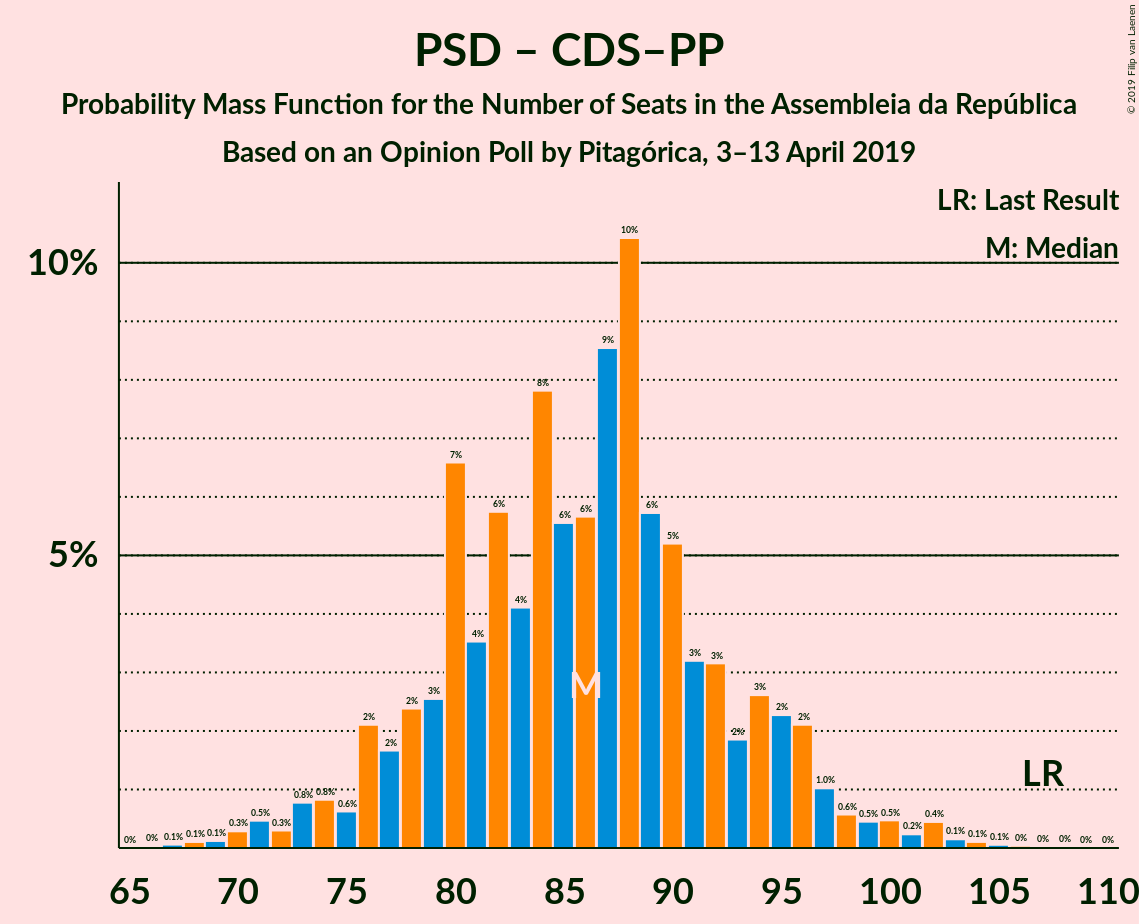 PSD – CDS–PP
Probability Mass Function for the Number of Seats in the Assembleia da República
Based on an Opinion Poll by Pitagórica, 3–13 April 2019
© 2019 Filip van Laenen
LR: Last Result
M: Median
10%
5%
0% 0% 0.1% 0.1% 0.1% 0.3% 0.5% 0.3% 0.8% 0.8% 0.6% 2% 2% 2% 3% 7% 4% 6% 4% 8% 6% 6% 9% 10% 6% 5% 3% 3% 2% 3% 2% 2% 1.0% 0.6% 0.5% 0.5% 0.2% 0.4% 0.1% 0.1% 0.1% 0% 0% 0% 0% 0%
M
LR
65 70 75 80 85 90 95 100 105 110